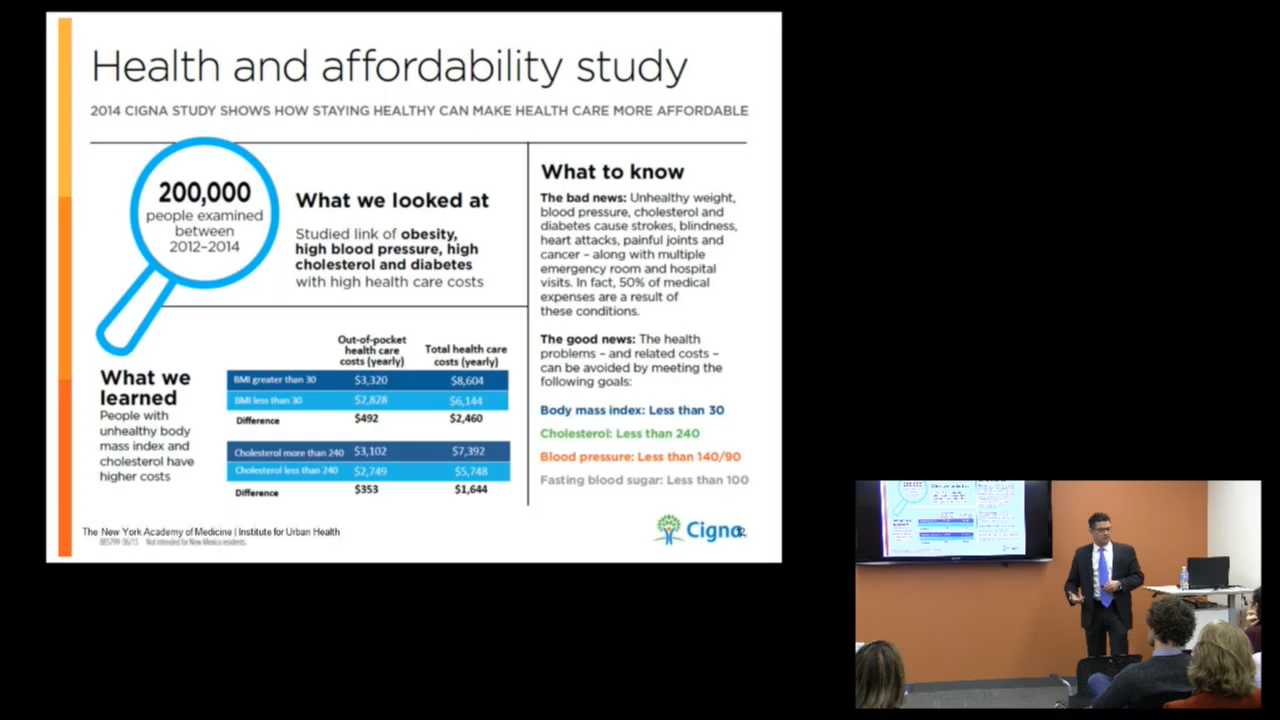 Health and affordability study
2014 CIGNA STUDY SHOWS HOW STAYING HEALTHY CAN MAKE HEALTH CARE MORE AFFORDABLE
200,000
people examined
between
2012–2014
What we looked at
Studied link of obesity,
high blood pressure, high
cholesterol and diabetes
with high health care costs
What we
learned
People with
unhealthy body
mass index and
cholesterol have
higher costs
Out-of-pocket
health care
costs (yearly)
Total health care
costs (yearly)
BMI greater than 30 $3,320 $8,604
BMI less than 30 $2,828 $6,144
Difference $492 $2,460
Cholesterol more than 240 $3,102 $7,392
Cholesterol less than 240 $2,749 $5,748
Difference $353 $1,644
What to know
The bad news: Unhealthy weight,
blood pressure, cholesterol and
diabetes cause strokes, blindness,
heart attacks, painful joints and
cancer – along with multiple
emergency room and hospital
visits. In fact, 50% of medical
expenses are a result of
these conditions.
The good news: The health
problems – and related costs –
can be avoided by meeting the
following goals:
Body mass index: Less than 30
Cholesterol: Less than 240
Blood pressure: Less than 140/90
Fasting blood sugar: Less than 100
The New York Academy of Medicine | Institute for Urban Health
06/15 Not intended for New Mexico residents.
Cigna